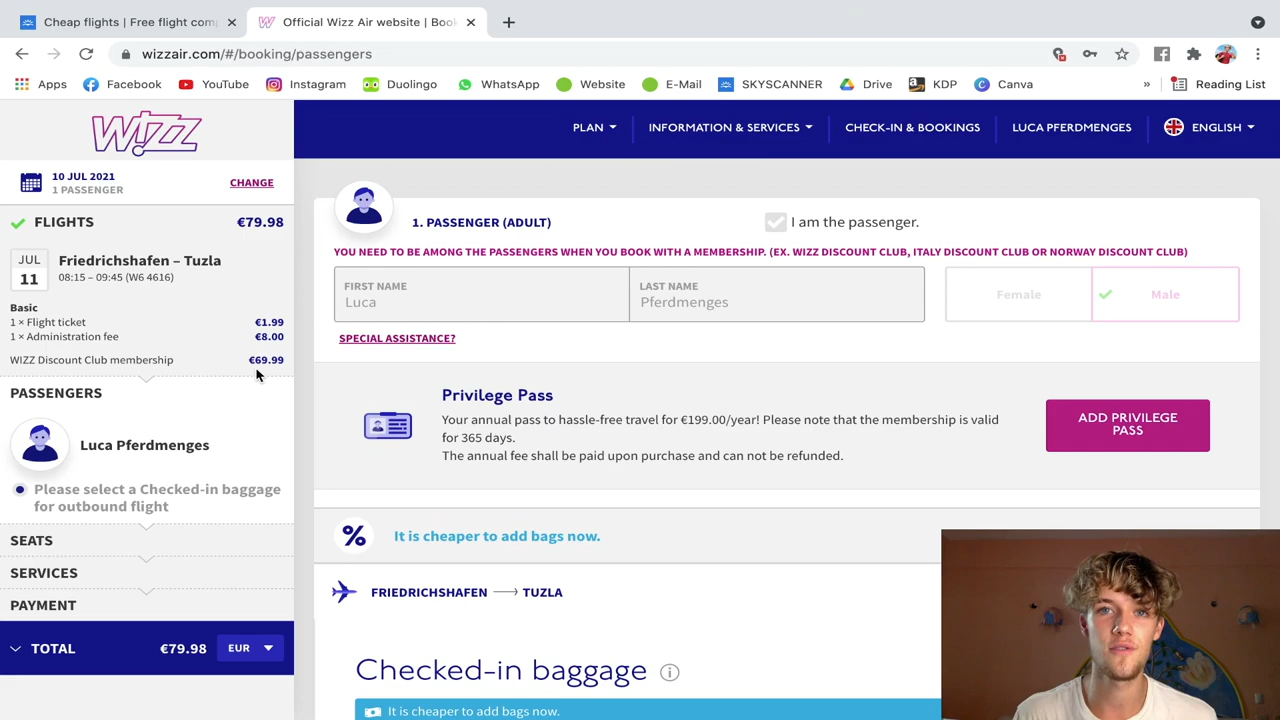 Cheap flights | Free flight com
Official Wizz Air website | Boo
wizzair.com/#/booking/passengers
Apps
Facebook
YouTube
Instagram
Duolingo
WhatsApp
Website
E-Mail
SKYSCANNER
Drive
KDP
Canva
»
Reading List
WIZZ
PLAN
INFORMATION & SERVICES
CHECK-IN & BOOKINGS
LUCA PFERDMENGES
ENGLISH
10 JUL 2021
1 PASSENGER
CHANGE
FLIGHTS €79.98
JUL
11
Friedrichshafen – Tuzla
08:15 – 09:45 (W6 4616)
Basic
1 × Flight ticket €1.99
1 × Administration fee €8.00
WIZZ Discount Club membership €69.99
PASSENGERS
Luca Pferdmenges
Please select a Checked-in baggage
for outbound flight
SEATS
SERVICES
PAYMENT
TOTAL €79.98 EUR
1. PASSENGER (ADULT)
I am the passenger.
YOU NEED TO BE AMONG THE PASSENGERS WHEN YOU BOOK WITH A MEMBERSHIP. (EX. WIZZ DISCOUNT CLUB, ITALY DISCOUNT CLUB OR NORWAY DISCOUNT CLUB)
FIRST NAME
Luca
LAST NAME
Pferdmenges
Female
Male
SPECIAL ASSISTANCE?
Privilege Pass
Your annual pass to hassle-free travel for €199.00/year! Please note that the membership is valid
for 365 days.
The annual fee shall be paid upon purchase and can not be refunded.
ADD PRIVILEGE
PASS
% It is cheaper to add bags now.
FRIEDRICHSHAFEN TUZLA
Checked-in baggage
It is cheaper to add bags now.